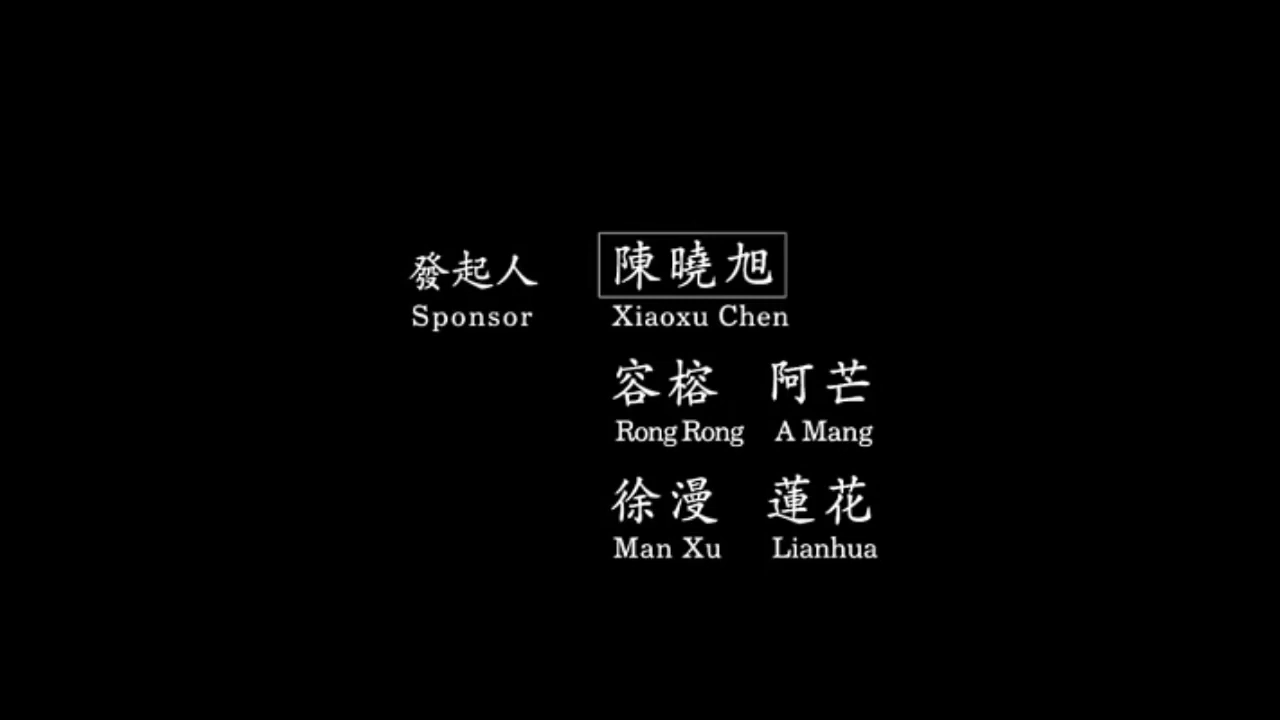 發起人 陳曉旭
Sponsor Xiaoxu Chen
容榕 阿芒
Rong Rong A Mang
徐漫 蓮花
Man Xu Lianhua